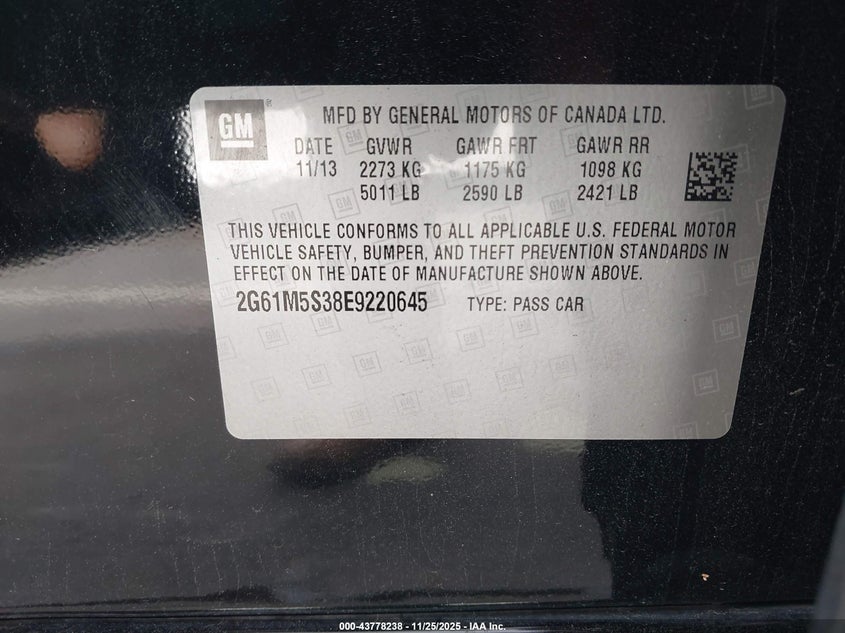 GM
MFD BY GENERAL MOTORS OF CANADA LTD.
DATE GVWR GAWR FRT GAWR RR
11/13 2273 KG 1175 KG 1098 KG
5011 LB 2590 LB 2421 LB
THIS VEHICLE CONFORMS TO ALL APPLICABLE U.S. FEDERAL MOTOR
VEHICLE SAFETY, BUMPER, AND THEFT PREVENTION STANDARDS IN
EFFECT ON THE DATE OF MANUFACTURE SHOWN ABOVE.
2G61M5S38E9220645 TYPE: PASS CAR
000-43778238 - 11/25/2025 - IAA Inc.